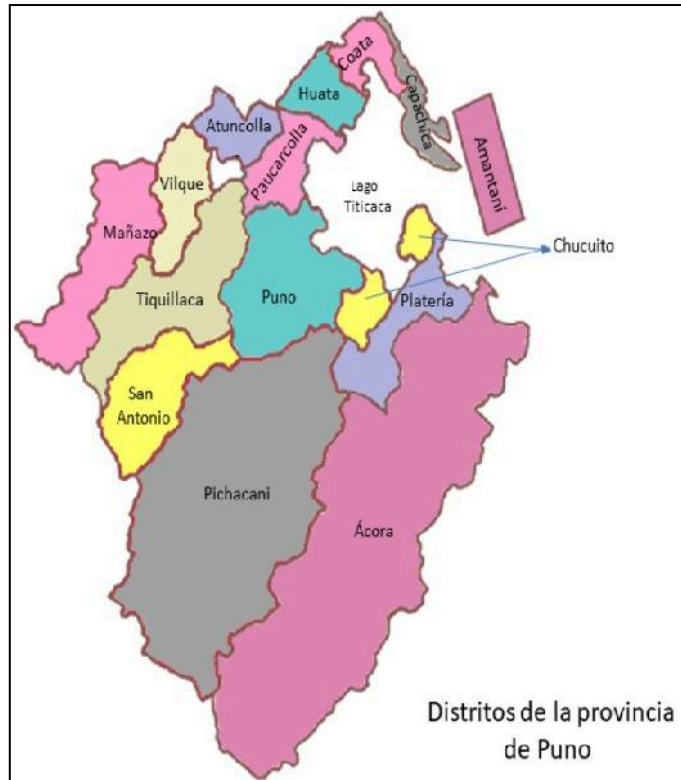 Coata
Huata
Capachica
Atuncolla
Paucarcolla
Amantani
Vilque
Lago
Titicaca
Mañazo
Chucuito
Tiquillaca
Puno
Platería
San
Antonio
Pichacani
Ácora
Distritos de la provincia
de Puno